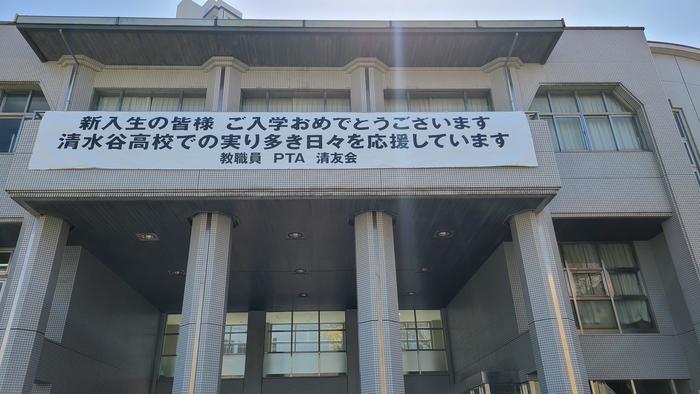 新入生の皆様 ご入学おめでとうございます
清水谷高校での実り多き日々を応援しています
教職員 PTA 清友会